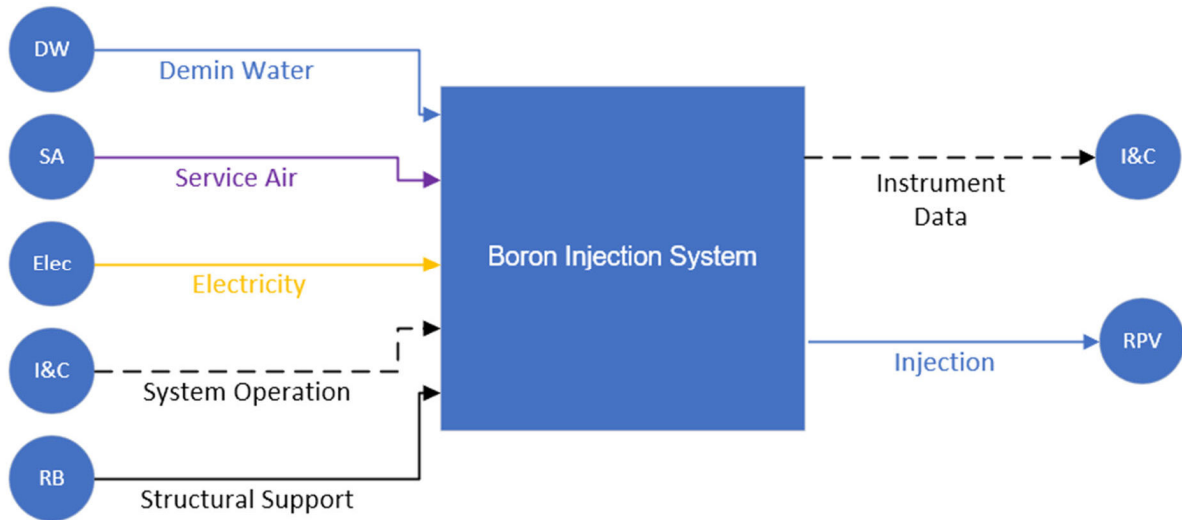 DW
Demin Water
SA
Service Air
Elec
Electricity
I&C
System Operation
RB
Structural Support
Boron Injection System
I&C
Instrument
Data
RPV
Injection